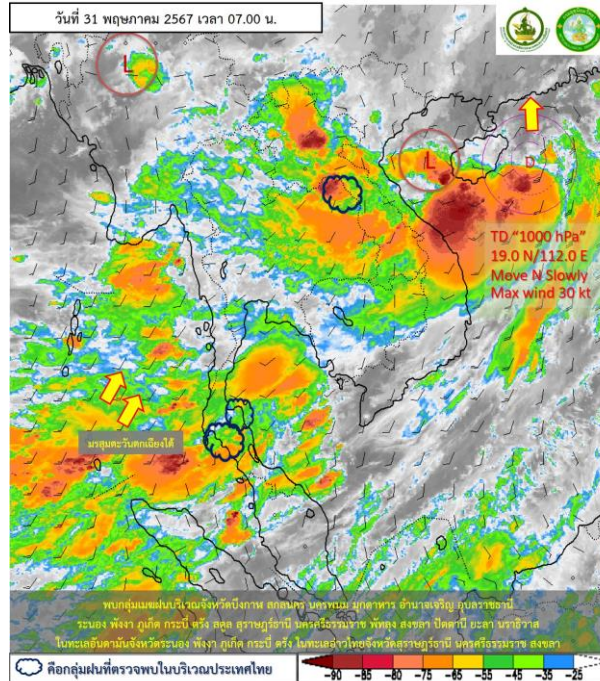 วันที่ 31 พฤษภาคม 2567 เวลา 07.00 น.
L
L
D
TD "1000 hPa"
19.0 N/112.0 E
Move N Slowly
Max wind 30 kt
มรสุมตะวันตกเฉียงใต้
พบกลุ่มเมฆฝนบริเวณจังหวัดบึงกาฬ สกลนคร นครพนม มุกดาหาร อำนาจเจริญ อุบลราชธานี
ระนอง พังงา ภูเก็ต กระบี่ ตรัง สตูล สุราษฎร์ธานี นครศรีธรรมราช พัทลุง สงขลา ปัตตานี ยะลา นราธิวาส
ในทะเลอันดามันจังหวัดระนอง พังงา ภูเก็ต กระบี่ ตรัง ในทะเลอ่าวไทยจังหวัดสุราษฎร์ธานี นครศรีธรรมราช สงขลา
คือกลุ่มฝนที่ตรวจพบในบริเวณประเทศไทย
-90 -85 -80 -75 -65 -55 -45 -35 -25